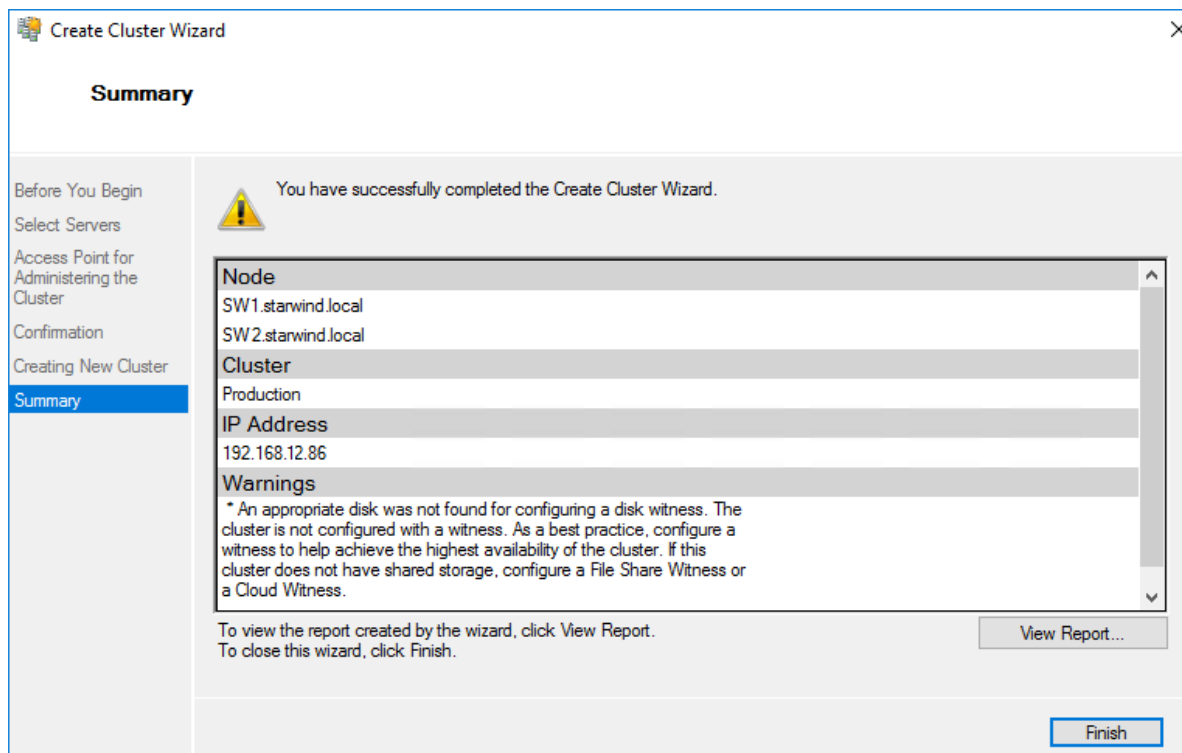 Create Cluster Wizard
Summary
Before You Begin
Select Servers
Access Point for
Administering the
Cluster
Confirmation
Creating New Cluster
Summary
You have successfully completed the Create Cluster Wizard.
Node
SW1.starwind.local
SW2.starwind.local
Cluster
Production
IP Address
192.168.12.86
Warnings
* An appropriate disk was not found for configuring a disk witness. The
cluster is not configured with a witness. As a best practice, configure a
witness to help achieve the highest availability of the cluster. If this
cluster does not have shared storage, configure a File Share Witness or
a Cloud Witness.
To view the report created by the wizard, click View Report.
To close this wizard, click Finish.
View Report...
Finish